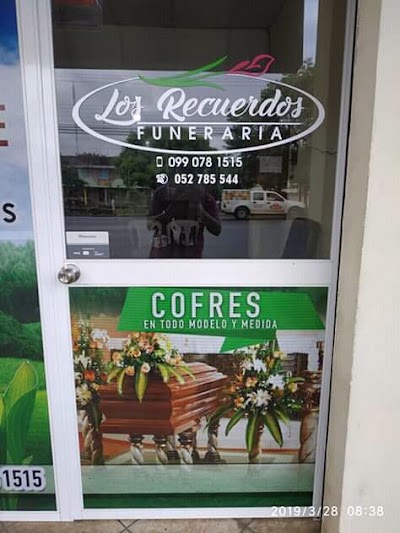 Los Recuerdos
FUNERARIA
099 078 1515
052 785 544
S
COFRES
EN TODO MODELO Y MEDIDA
1515
2019/3/28 08:38